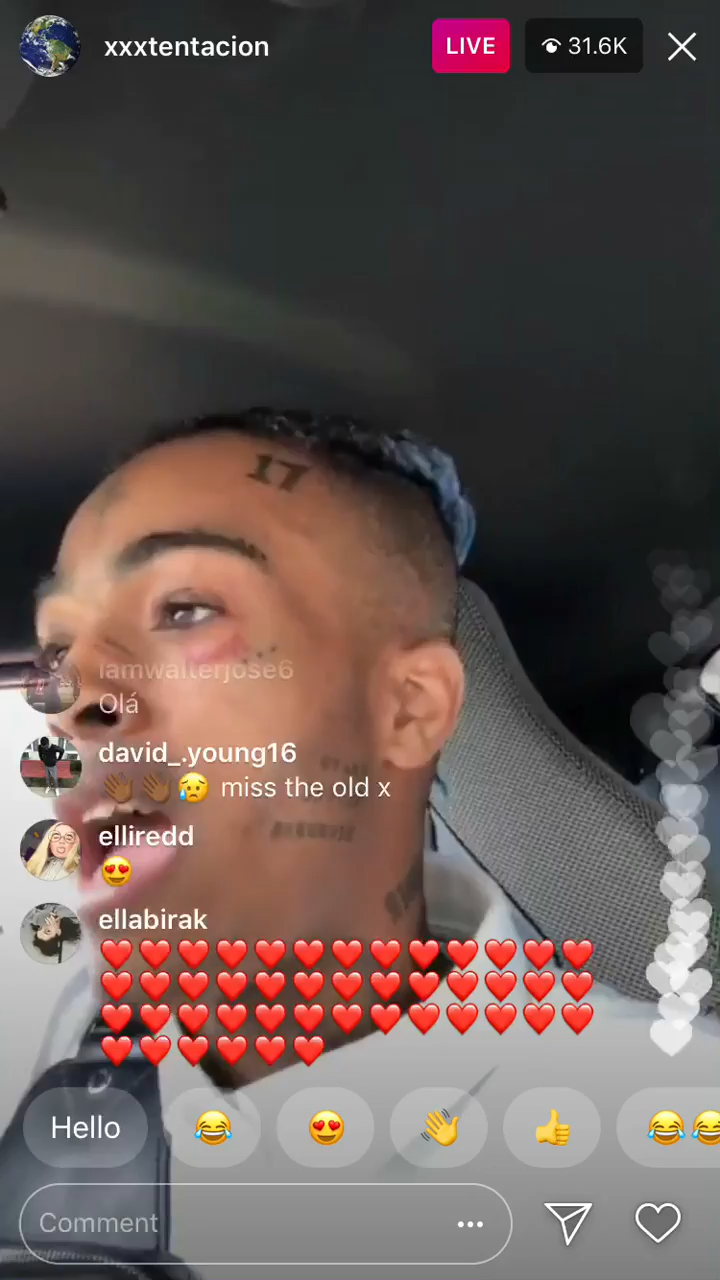 xxxtentacion
LIVE
31.6K
17
iamwalterjose6
Olá
david_.young16
👋🏾👋🏾😥 miss the old x
elliredd
😍
ellabirak
❤️❤️❤️❤️❤️❤️❤️❤️❤️❤️❤️❤️❤️
❤️❤️❤️❤️❤️❤️❤️❤️❤️❤️❤️❤️❤️
❤️❤️❤️❤️❤️❤️❤️❤️❤️❤️❤️❤️❤️
❤️❤️❤️❤️❤️❤️
Hello 😂 😍 👋 👍 😂😂
Comment